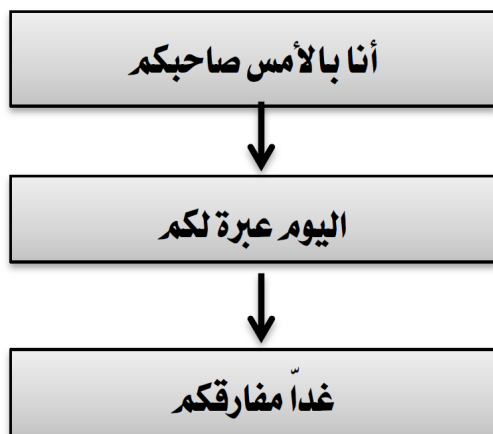 أنا بالأمس صاحبكم
اليوم عبرة لكم
غداّ مفارقكم